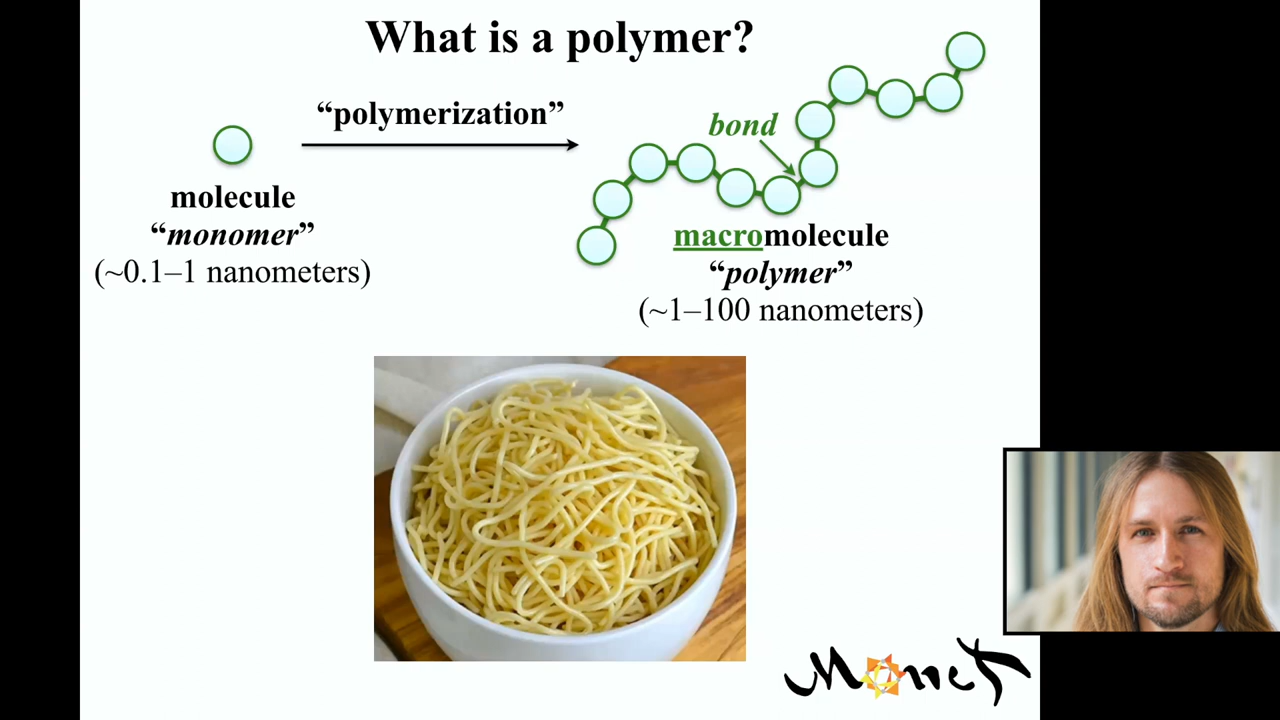 What is a polymer?
“polymerization”
bond
molecule
“monomer”
(~0.1–1 nanometers)
macromolecule
“polymer”
(~1–100 nanometers)
Monet